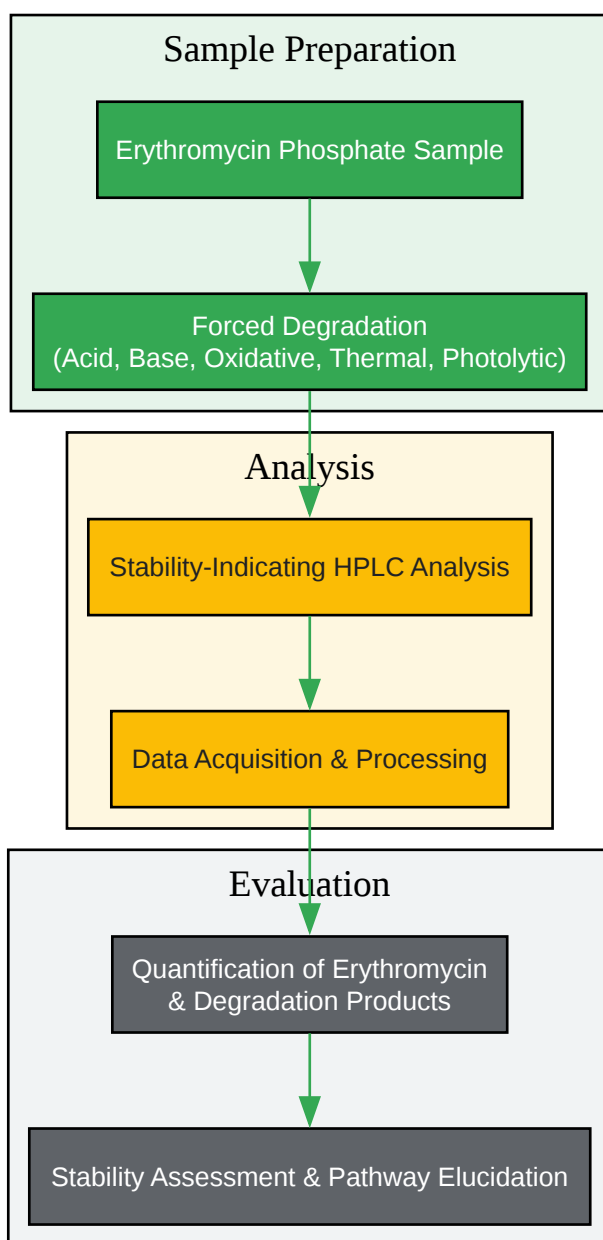 Sample Preparation
Erythromycin Phosphate Sample
Forced Degradation
(Acid, Base, Oxidative, Thermal, Photolytic)
Analysis
Stability-Indicating HPLC Analysis
Data Acquisition & Processing
Evaluation
Quantification of Erythromycin
& Degradation Products
Stability Assessment & Pathway Elucidation